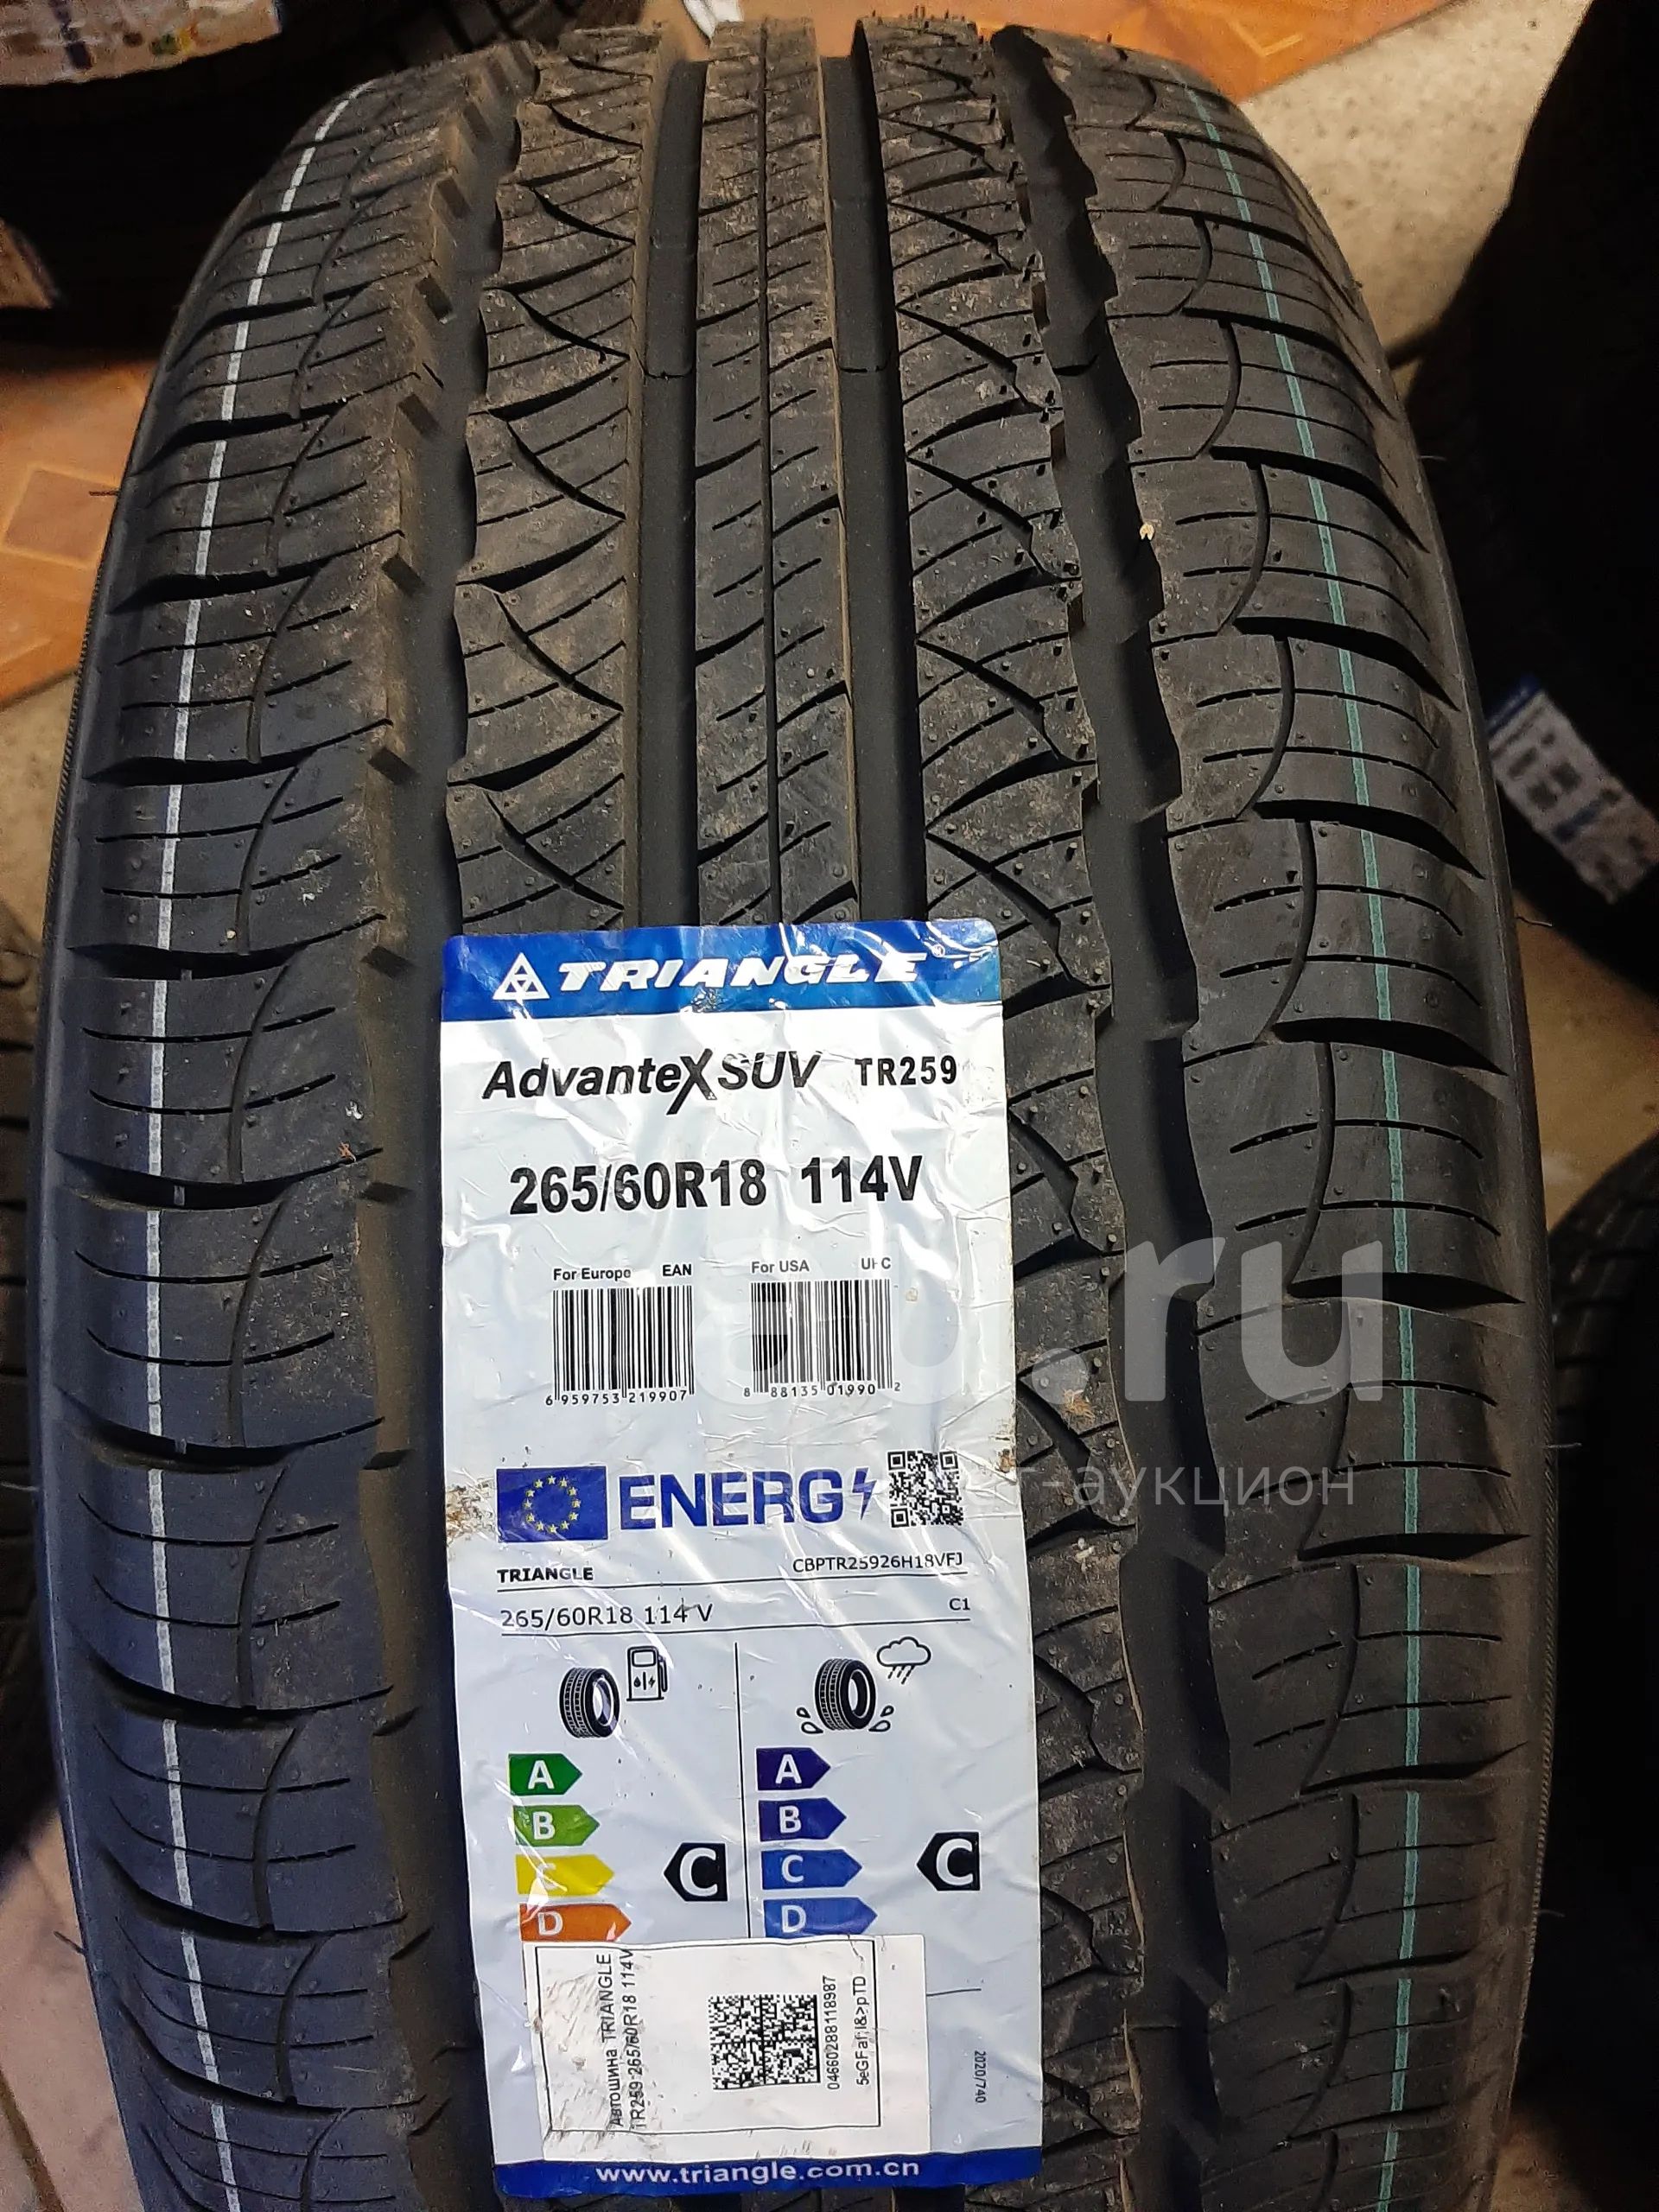 TRIANGLE
AdvanteX SUV TR259
265/60R18 114V
For Europe EAN For USA
6 959753 219907
8 88135 01990 2
au.ru
ENERG
TRIANGLE CBPTR25926H18VFJ
265/60R18 114 V C1
A A
B B
C C C C
D D
Автошина TRIANGLE
TR259 265/60R18 114V
04660288118987
2020/740
www.triangle.com.cn